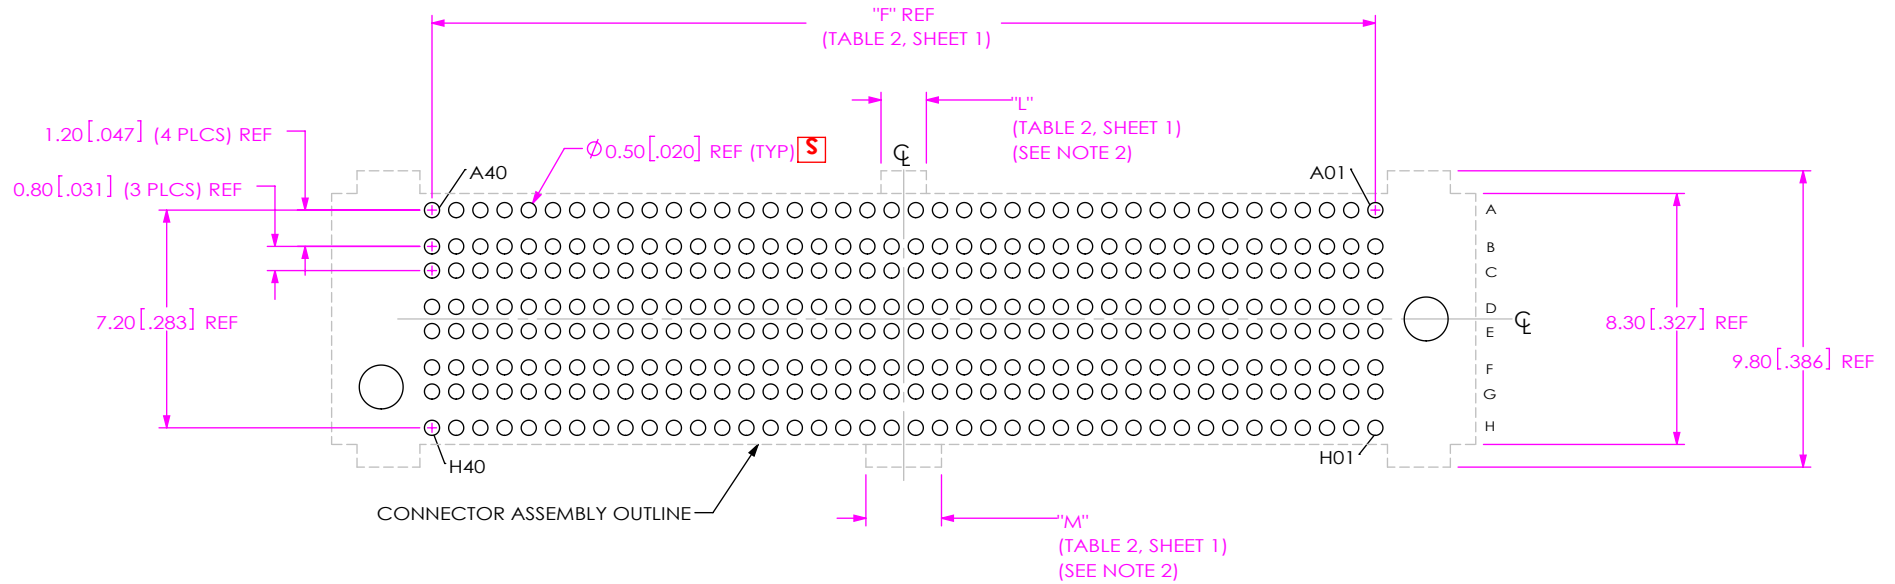 "F" REF
(TABLE 2, SHEET 1)
"L"
(TABLE 2, SHEET 1)
(SEE NOTE 2)
1.20[.047] (4 PLCS) REF
Ø0.50[.020] REF (TYP) S
℄
0.80[.031] (3 PLCS) REF
A40
A01
A
B
C
D
E
F
G
H
℄
7.20[.283] REF
8.30[.327] REF
9.80[.386] REF
H40
H01
CONNECTOR ASSEMBLY OUTLINE
"M"
(TABLE 2, SHEET 1)
(SEE NOTE 2)